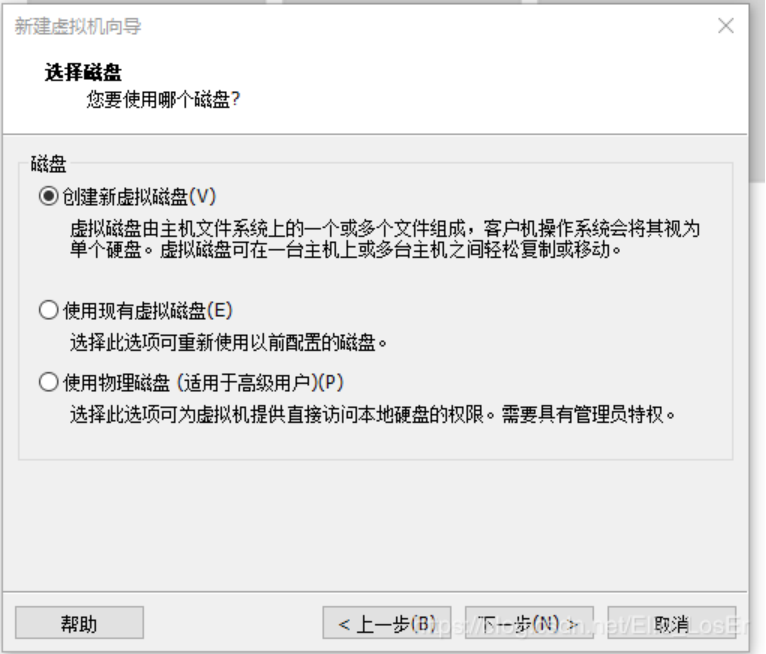 新建虚拟机向导
选择磁盘
您要使用哪个磁盘?
磁盘
创建新虚拟磁盘(V)
虚拟磁盘由主机文件系统上的一个或多个文件组成，客户机操作系统会将其视为
单个硬盘。虚拟磁盘可在一台主机上或多台主机之间轻松复制或移动。
使用现有虚拟磁盘(E)
选择此选项可重新使用以前配置的磁盘。
使用物理磁盘 (适用于高级用户)(P)
选择此选项可为虚拟机提供直接访问本地硬盘的权限。需要具有管理员特权。
帮助
< 上一步(B)
下一步(N) >
取消